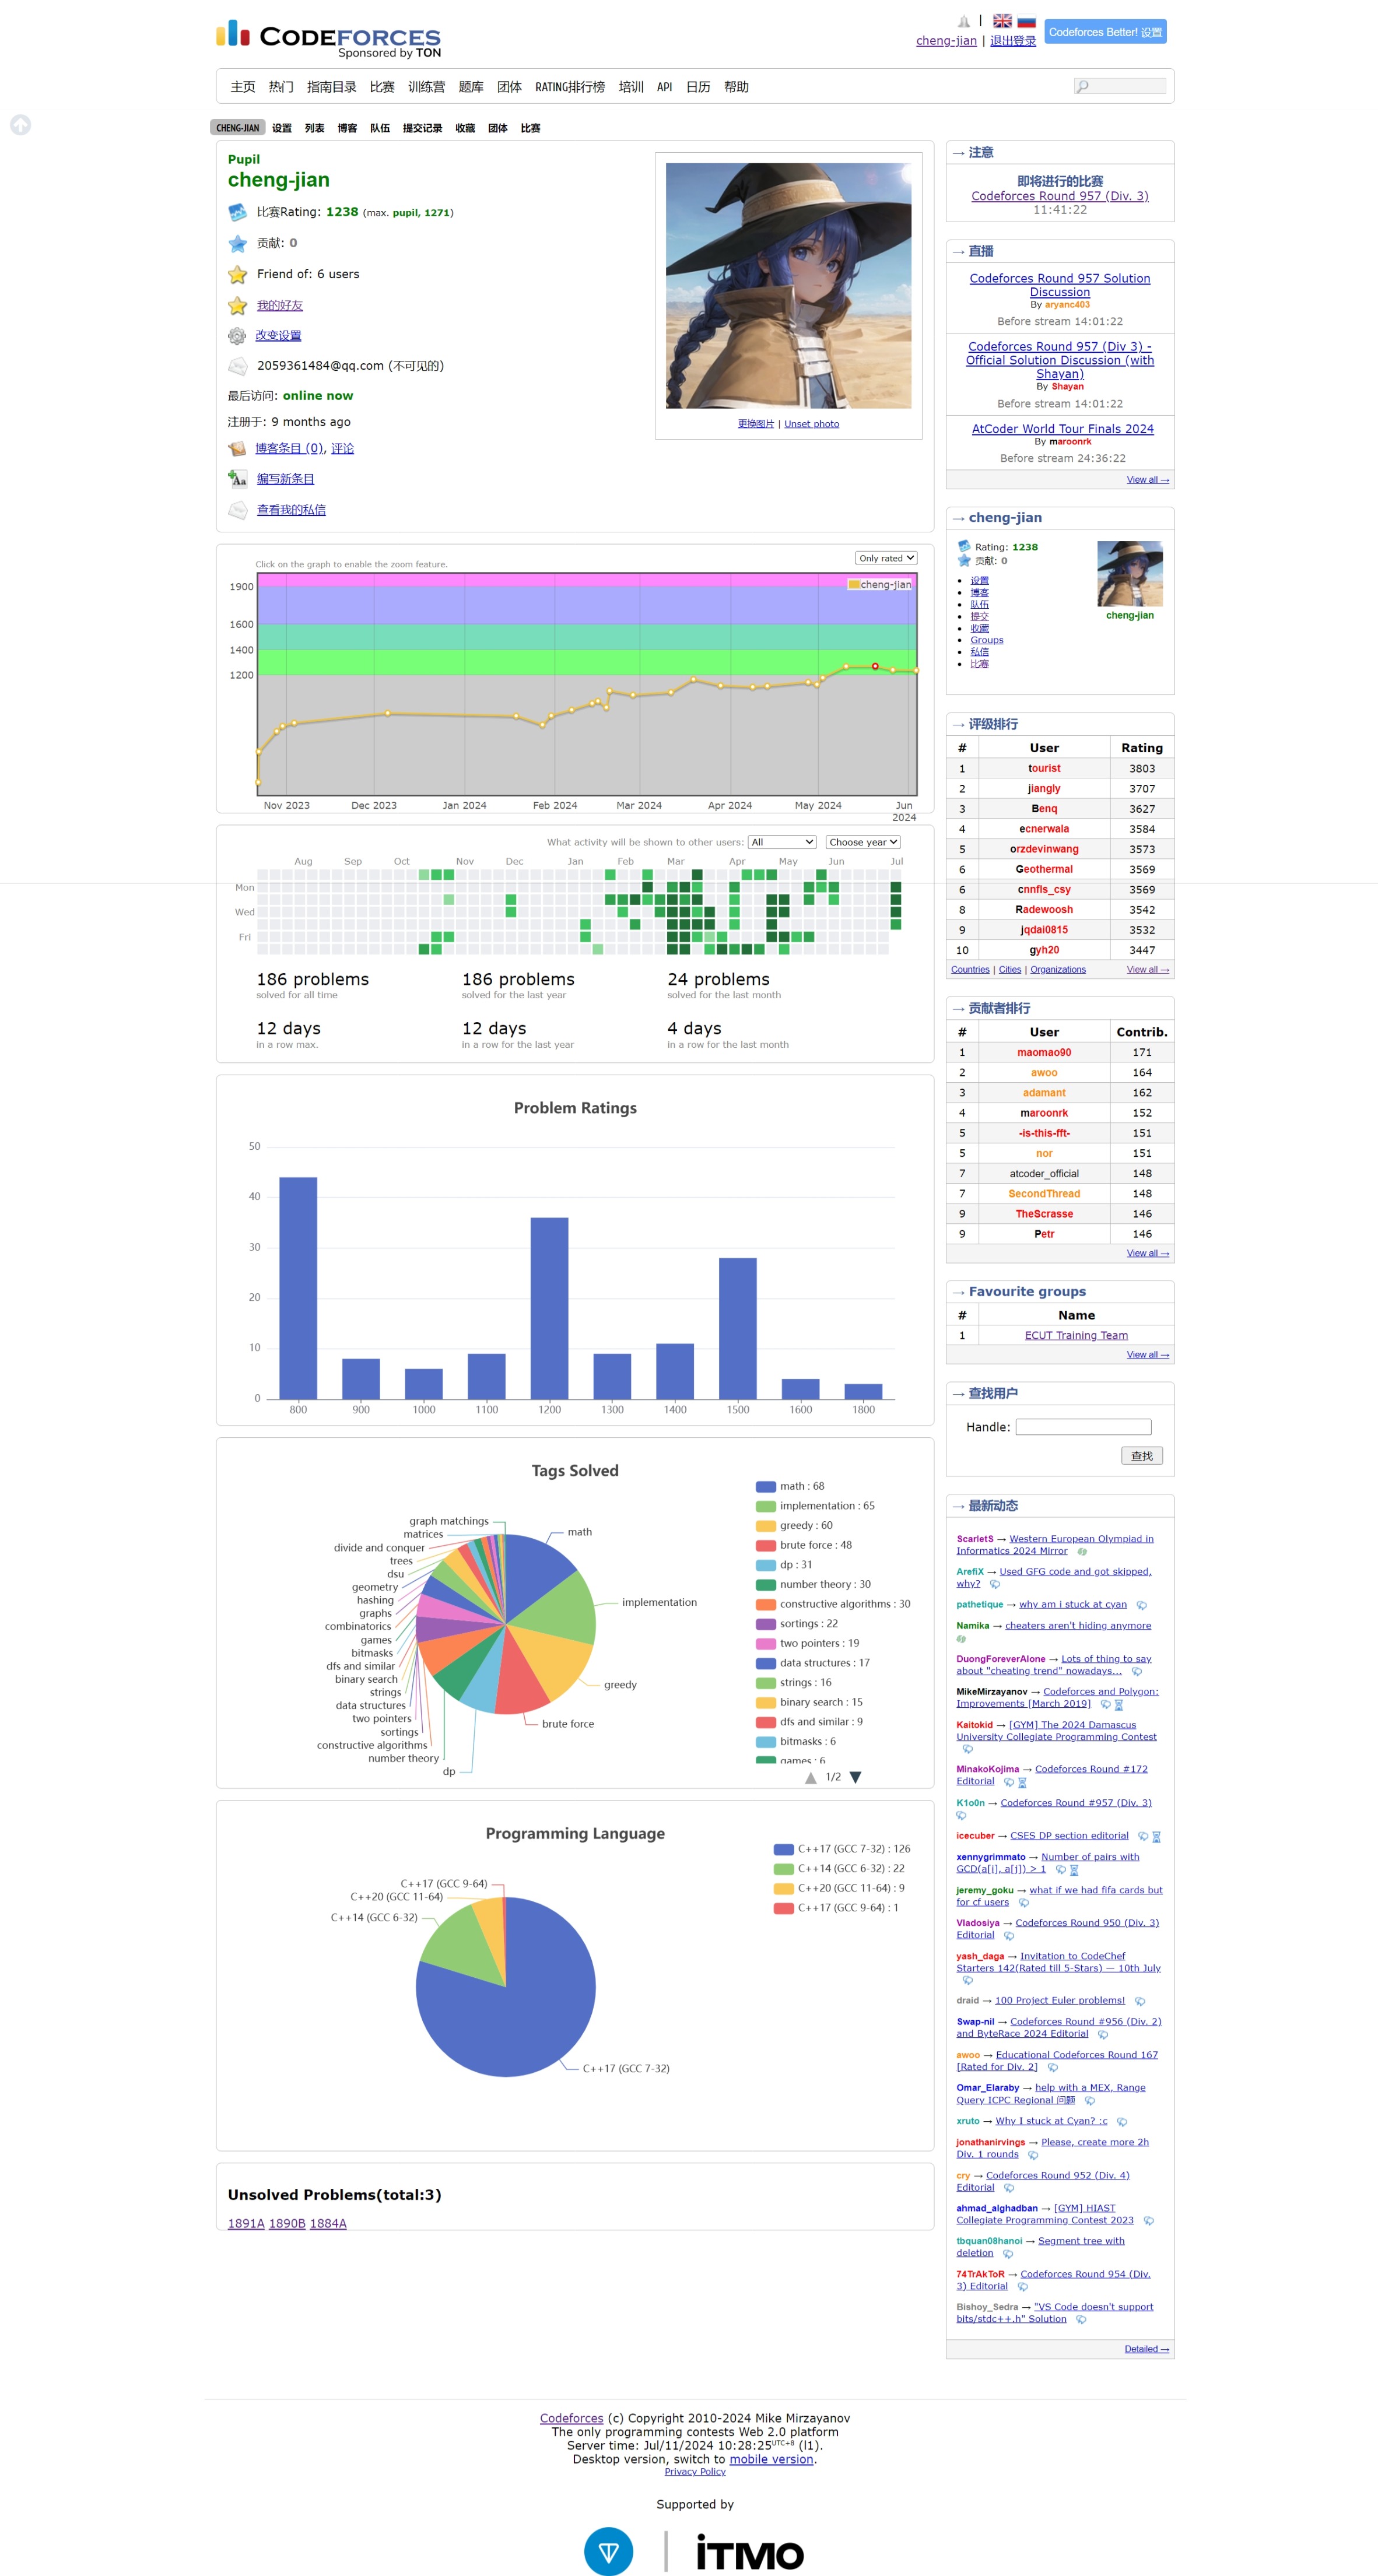 CODEFORCES
Sponsored by TON
cheng-jian | 退出登录
Codeforces Better! 设置
主页 热门 指南目录 比赛 训练营 题库 团体 RATING排行榜 培训 API 日历 帮助
CHENG-JIAN 设置 列表 博客 队伍 提交记录 收藏 团体 比赛
Pupil
cheng-jian
比赛Rating: 1238 (max. pupil, 1271)
贡献: 0
Friend of: 6 users
我的好友
改变设置
2059361484@qq.com (不可见的)
最后访问: online now
注册于: 9 months ago
博客条目 (0), 评论
编写新条目
查看我的私信
更换图片 | Unset photo
Only rated
Click on the graph to enable the zoom feature.
cheng-jian
1900
1600
1400
1200
Nov 2023 Dec 2023 Jan 2024 Feb 2024 Mar 2024 Apr 2024 May 2024 Jun 2024
What activity will be shown to other users: All Choose year
Aug Sep Oct Nov Dec Jan Feb Mar Apr May Jun Jul
Mon
Wed
Fri
186 problems
solved for all time
186 problems
solved for the last year
24 problems
solved for the last month
12 days
in a row max.
12 days
in a row for the last year
4 days
in a row for the last month
Problem Ratings
50
40
30
20
10
0
800 900 1000 1100 1200 1300 1400 1500 1600 1800
Tags Solved
graph matchings
matrices
divide and conquer
trees
dsu
geometry
hashing
graphs
combinatorics
games
bitmasks
dfs and similar
binary search
strings
data structures
two pointers
sortings
constructive algorithms
number theory
dp
math
implementation
greedy
brute force
math : 68
implementation : 65
greedy : 60
brute force : 48
dp : 31
number theory : 30
constructive algorithms : 30
sortings : 22
two pointers : 19
data structures : 17
strings : 16
binary search : 15
dfs and similar : 9
bitmasks : 6
games : 6
1/2
Programming Language
C++17 (GCC 9-64)
C++20 (GCC 11-64)
C++14 (GCC 6-32)
C++17 (GCC 7-32)
C++17 (GCC 7-32) : 126
C++14 (GCC 6-32) : 22
C++20 (GCC 11-64) : 9
C++17 (GCC 9-64) : 1
Unsolved Problems(total:3)
1891A 1890B 1884A
→ 注意
即将进行的比赛
Codeforces Round 957 (Div. 3)
11:41:22
→ 直播
Codeforces Round 957 Solution
Discussion
By aryanc403
Before stream 14:01:22
Codeforces Round 957 (Div 3) -
Official Solution Discussion (with
Shayan)
By Shayan
Before stream 14:01:22
AtCoder World Tour Finals 2024
By maroonrk
Before stream 24:36:22
View all →
→ cheng-jian
Rating: 1238
贡献: 0
设置
博客
队伍
提交
收藏
Groups
私信
比赛
cheng-jian
→ 评级排行
# User Rating
1 tourist 3803
2 jiangly 3707
3 Benq 3627
4 ecnerwala 3584
5 orzdevinwang 3573
6 Geothermal 3569
6 cnnfls_csy 3569
8 Radewoosh 3542
9 jqdai0815 3532
10 gyh20 3447
Countries | Cities | Organizations View all →
→ 贡献者排行
# User Contrib.
1 maomao90 171
2 awoo 164
3 adamant 162
4 maroonrk 152
5 -is-this-fft- 151
5 nor 151
7 atcoder_official 148
7 SecondThread 148
9 TheScrasse 146
9 Petr 146
View all →
→ Favourite groups
# Name
1 ECUT Training Team
View all →
→ 查找用户
Handle:
查找
→ 最新动态
ScarletS → Western European Olympiad in
Informatics 2024 Mirror
ArefiX → Used GFG code and got skipped,
why?
pathetique → why am i stuck at cyan
Namika → cheaters aren't hiding anymore
DuongForeverAlone → Lots of thing to say
about "cheating trend" nowadays...
MikeMirzayanov → Codeforces and Polygon:
Improvements [March 2019]
Kaitokid → [GYM] The 2024 Damascus
University Collegiate Programming Contest
MinakoKojima → Codeforces Round #172
Editorial
K1o0n → Codeforces Round #957 (Div. 3)
icecuber → CSES DP section editorial
xennygrimmato → Number of pairs with
GCD(a[i], a[j]) > 1
jeremy_goku → what if we had fifa cards but
for cf users
Vladosiya → Codeforces Round 950 (Div. 3)
Editorial
yash_daga → Invitation to CodeChef
Starters 142(Rated till 5-Stars) — 10th July
draid → 100 Project Euler problems!
Swap-nil → Codeforces Round #956 (Div. 2)
and ByteRace 2024 Editorial
awoo → Educational Codeforces Round 167
[Rated for Div. 2]
Omar_Elaraby → help with a MEX, Range
Query ICPC Regional 问题
xruto → Why I stuck at Cyan? :c
jonathanirvings → Please, create more 2h
Div. 1 rounds
cry → Codeforces Round 952 (Div. 4)
Editorial
ahmad_alghadban → [GYM] HIAST
Collegiate Programming Contest 2023
tbquan08hanoi → Segment tree with
deletion
74TrAkToR → Codeforces Round 954 (Div.
3) Editorial
Bishoy_Sedra → "VS Code doesn't support
bits/stdc++.h" Solution
Detailed →
Codeforces (c) Copyright 2010-2024 Mike Mirzayanov
The only programming contests Web 2.0 platform
Server time: Jul/11/2024 10:28:25UTC+8 (l1).
Desktop version, switch to mobile version.
Privacy Policy
Supported by
iTMO